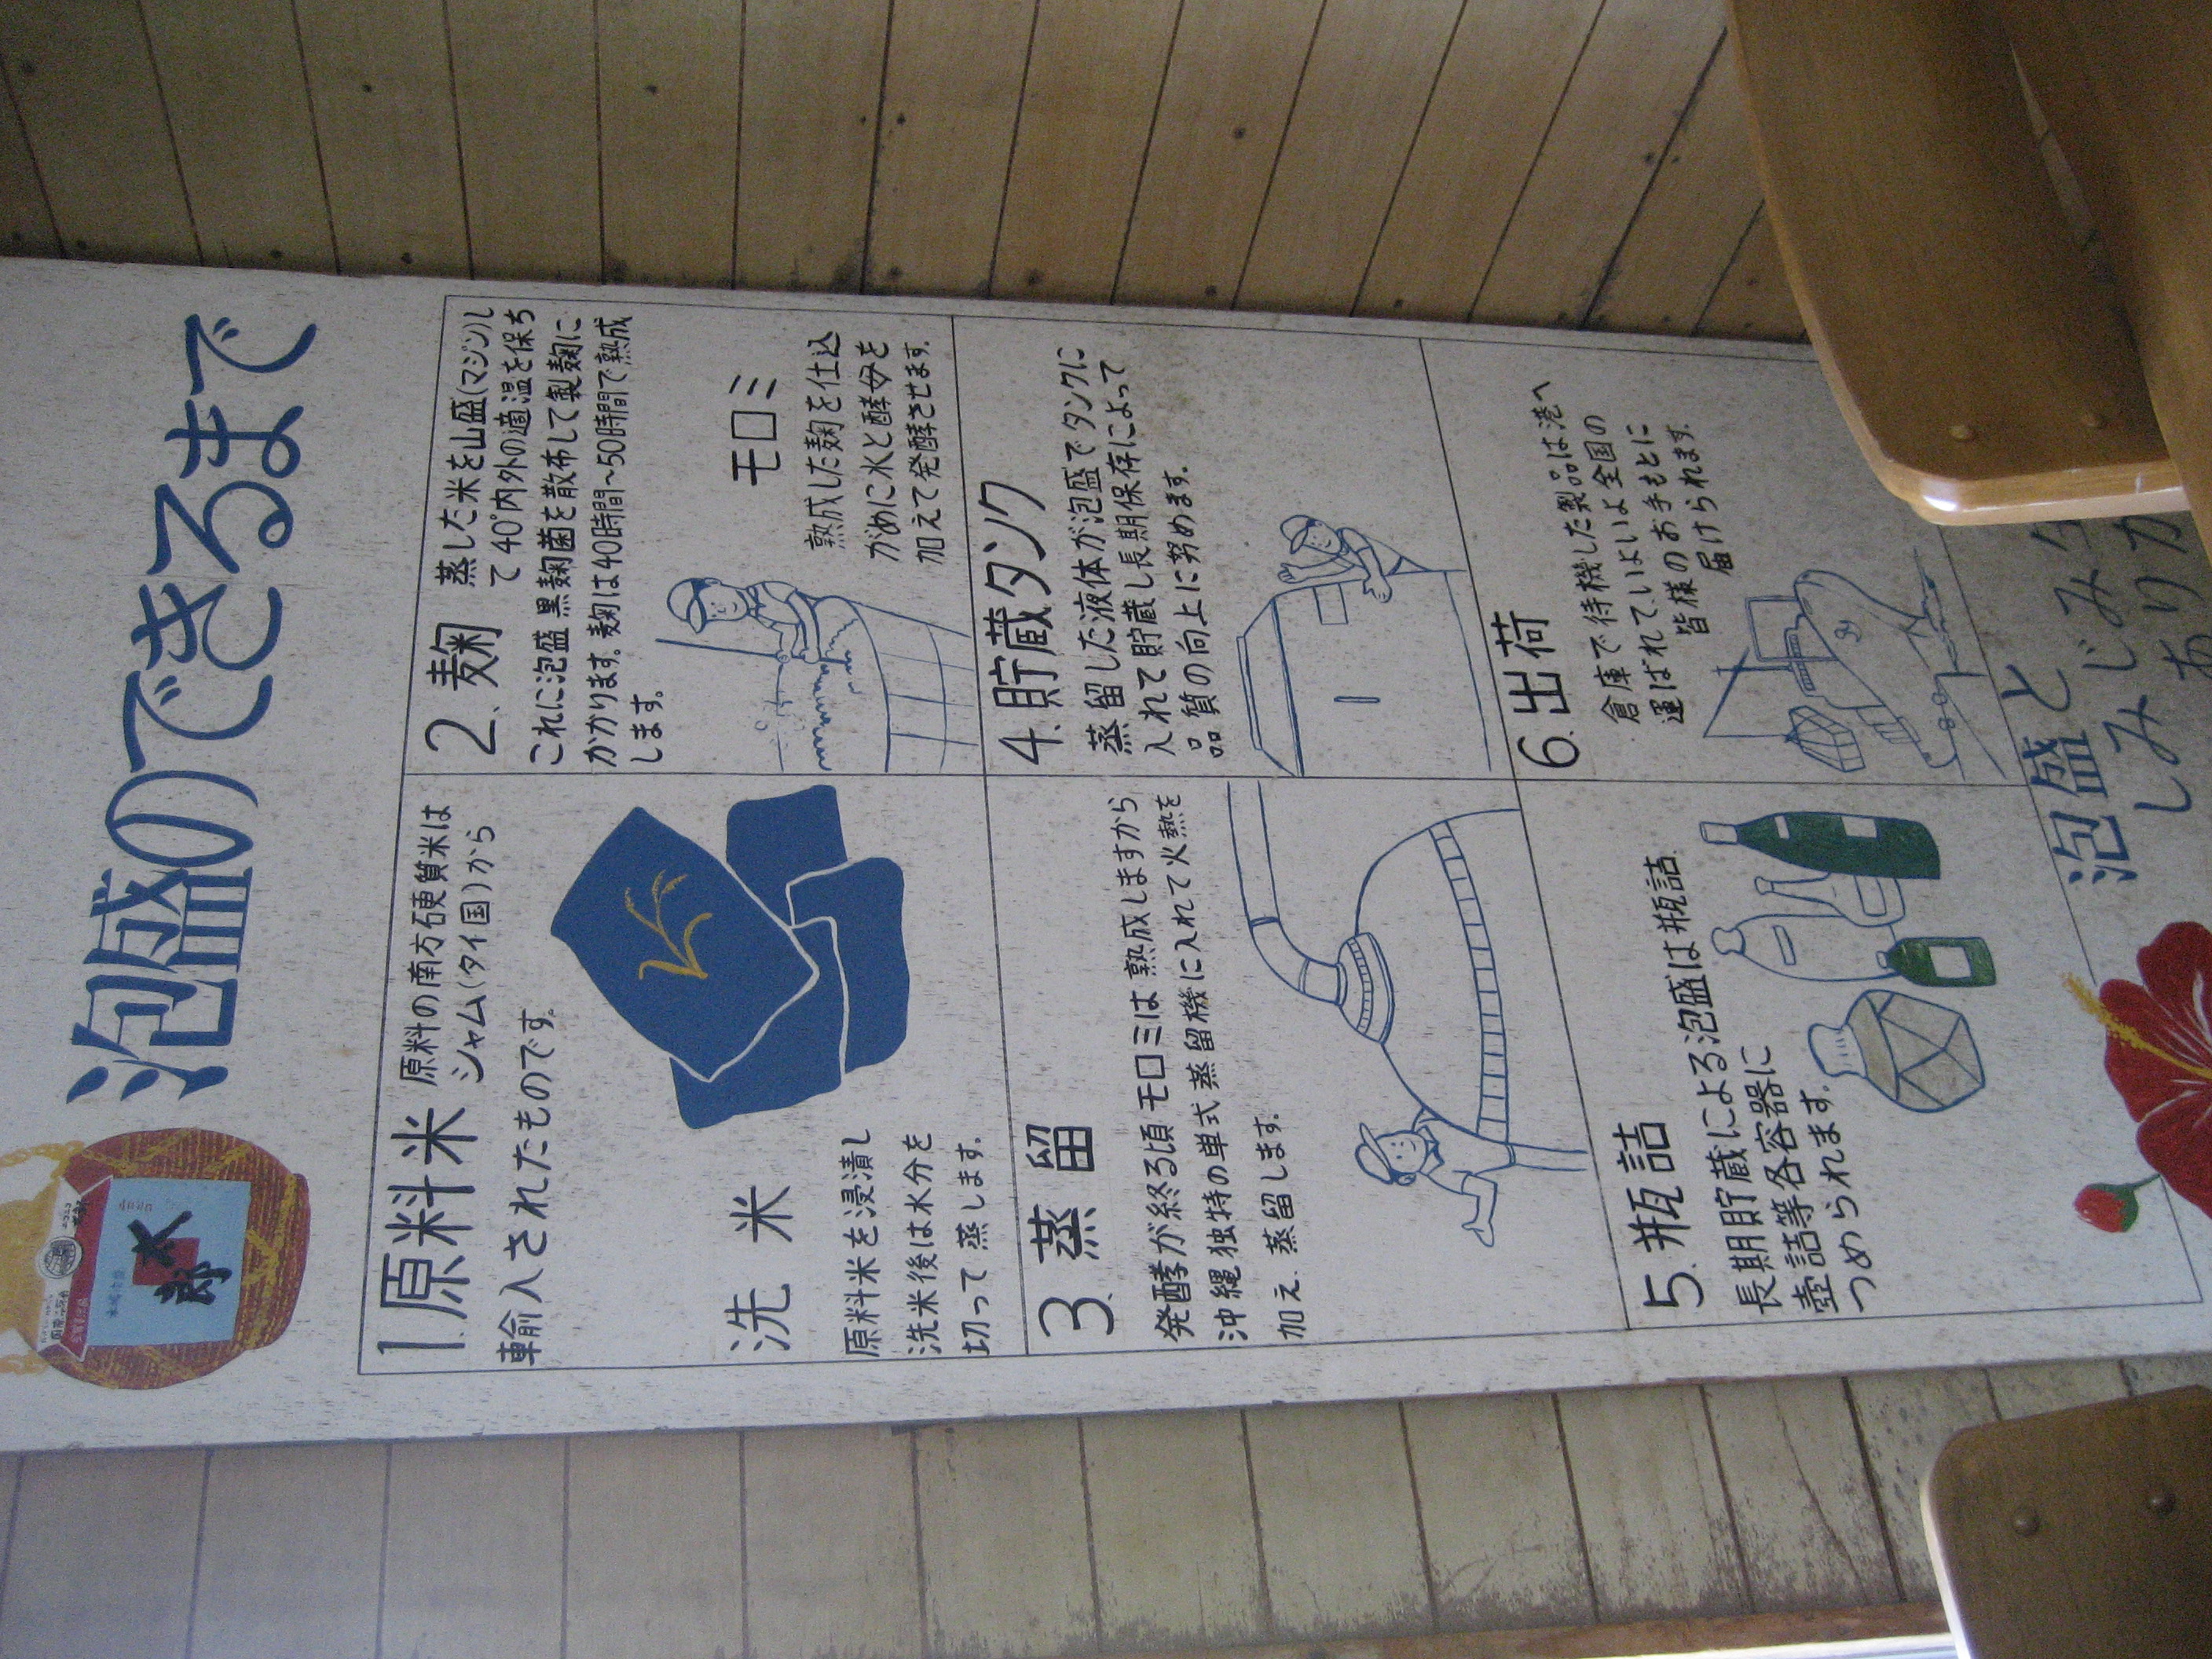 泡盛のできるまで
太郎
1.原料米
原料の南方硬質米は
シャム(タイ国)から
輸入されたものです。
洗米
原料米を浸漬し
洗米後は水分を
切って蒸します。
2.麹
蒸した米を山盛(マジン)し
て40°内外の適温を保ち
これに泡盛黒麹菌を散布して製麹に
かかります。麹は40時間~50時間で熟成
します。
モロミ
熟成した麹を仕込
がめに水と酵母を
加えて発酵させます。
3.蒸留
発酵が終る頃モロミは熟成しますから
沖縄独特の単式蒸留機に入れて火熱を
加え.蒸留します。
4.貯蔵タンク
蒸留した液体が泡盛でタンクに
入れて貯蔵し長期保存によって
品質の向上に努めます。
5.瓶詰
長期貯蔵による泡盛は瓶詰.
壺詰等各容器に
つめられます。
6.出荷
倉庫で待機した製品は港へ
運ばれていよいよ全国の
皆様のお手もとに
届けられます。
泡盛と
しみじみ
あり